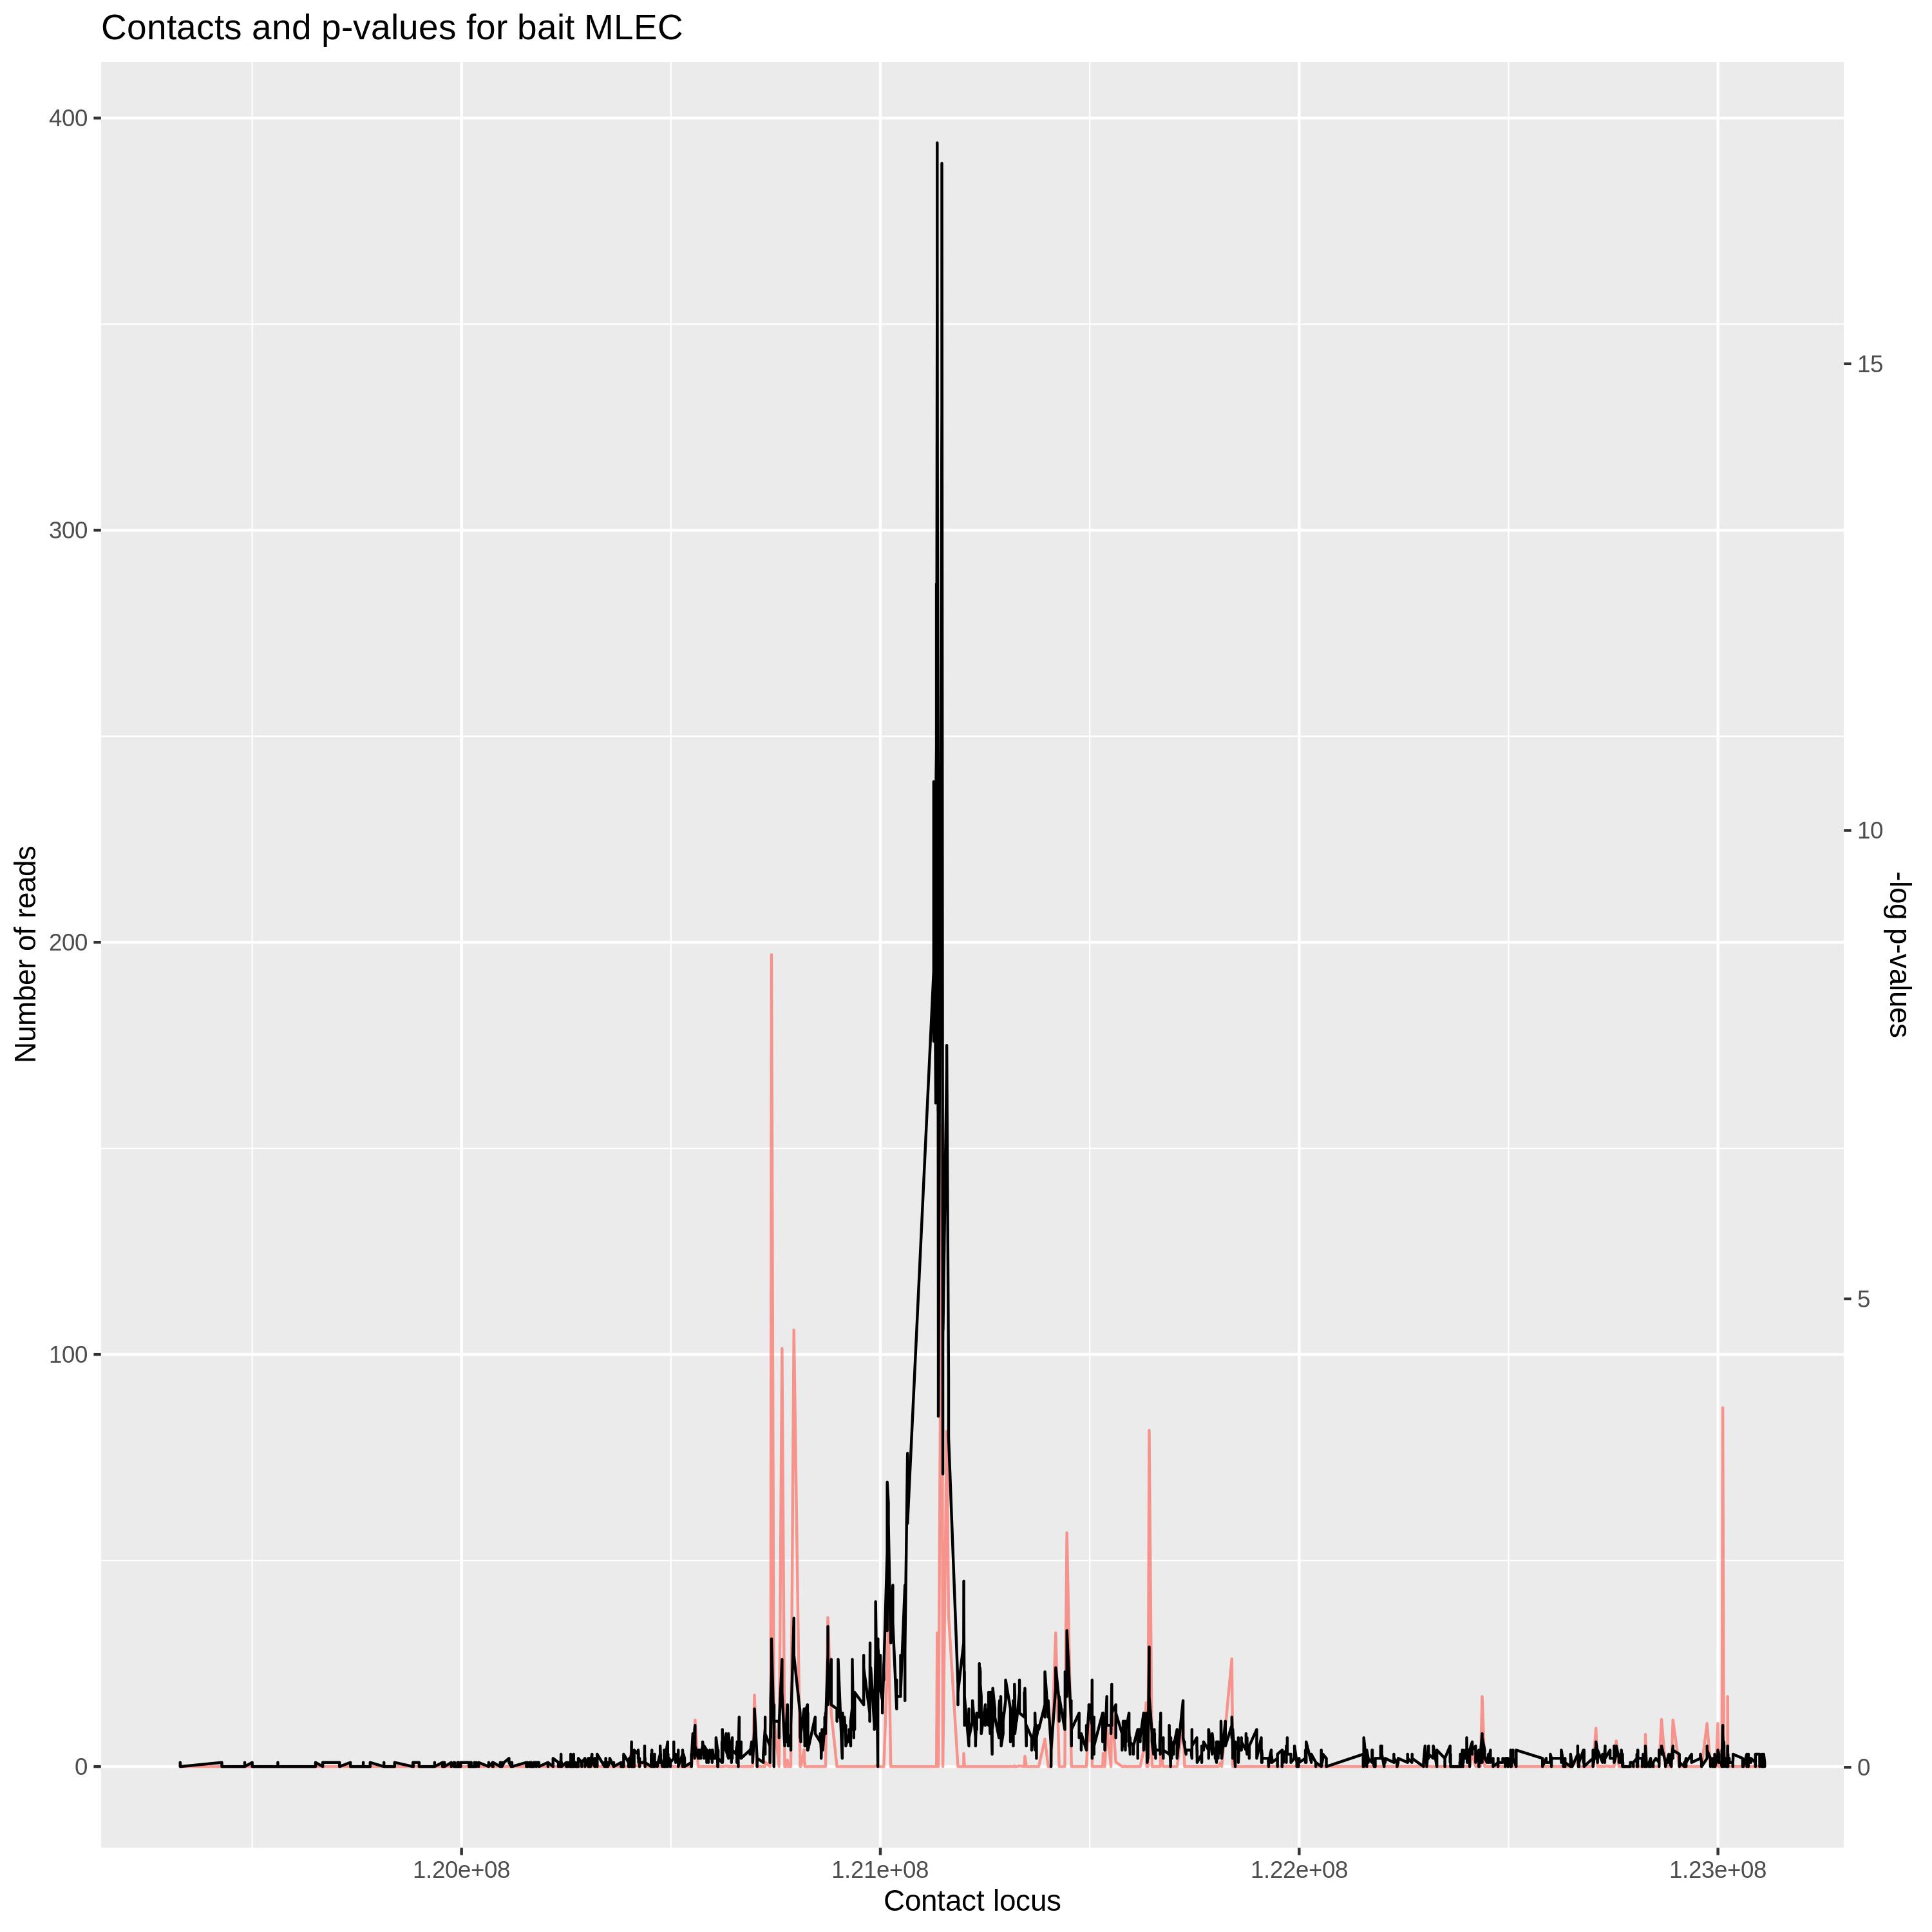 Contacts and p-values for bait MLEC
400
300
200
100
0
Number of reads
15
10
5
0
-log p-values
1.20e+08
1.21e+08
1.22e+08
1.23e+08
Contact locus